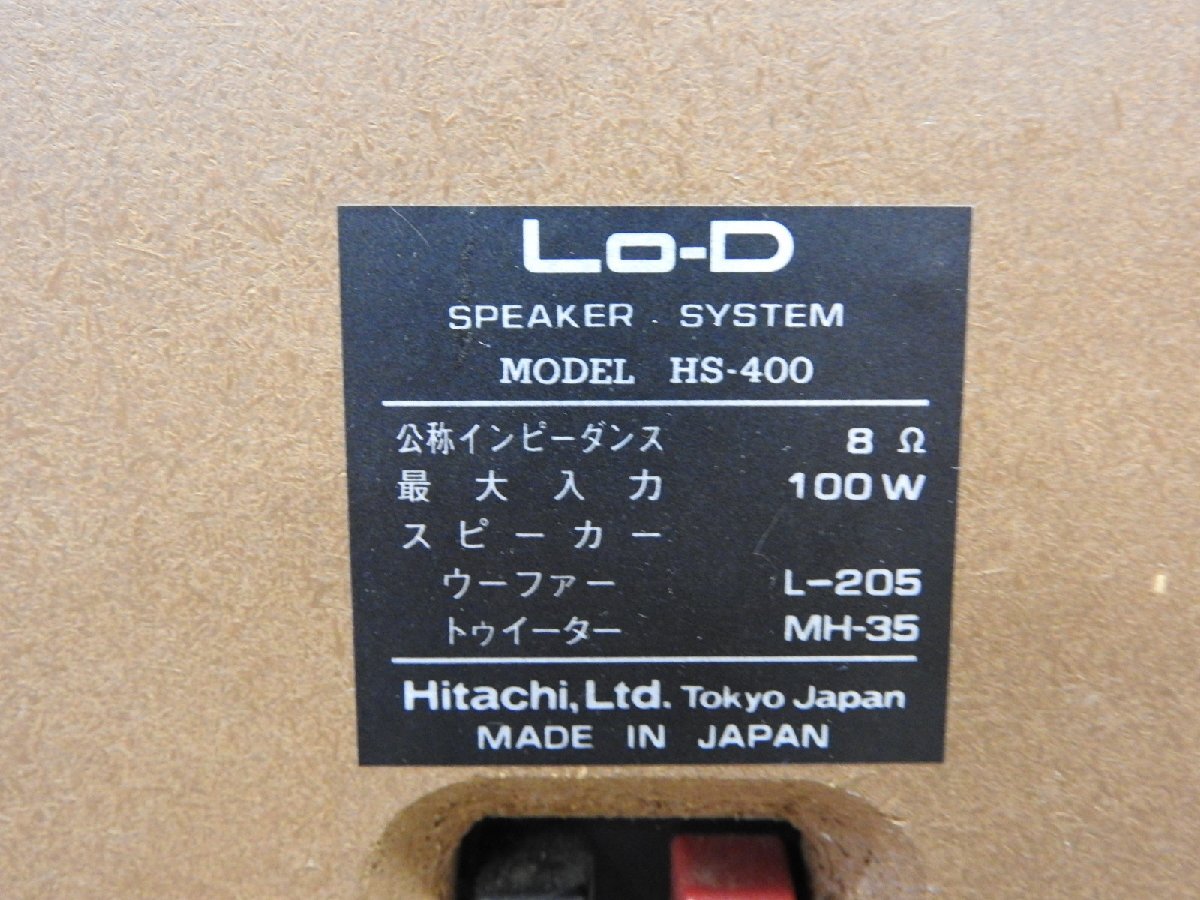 Lo-D
SPEAKER SYSTEM
MODEL HS-400
公称インピーダンス 8 Ω
最大入力 100W
スピーカー
ウーファー L-205
トゥイーター MH-35
Hitachi, Ltd. Tokyo Japan
MADE IN JAPAN